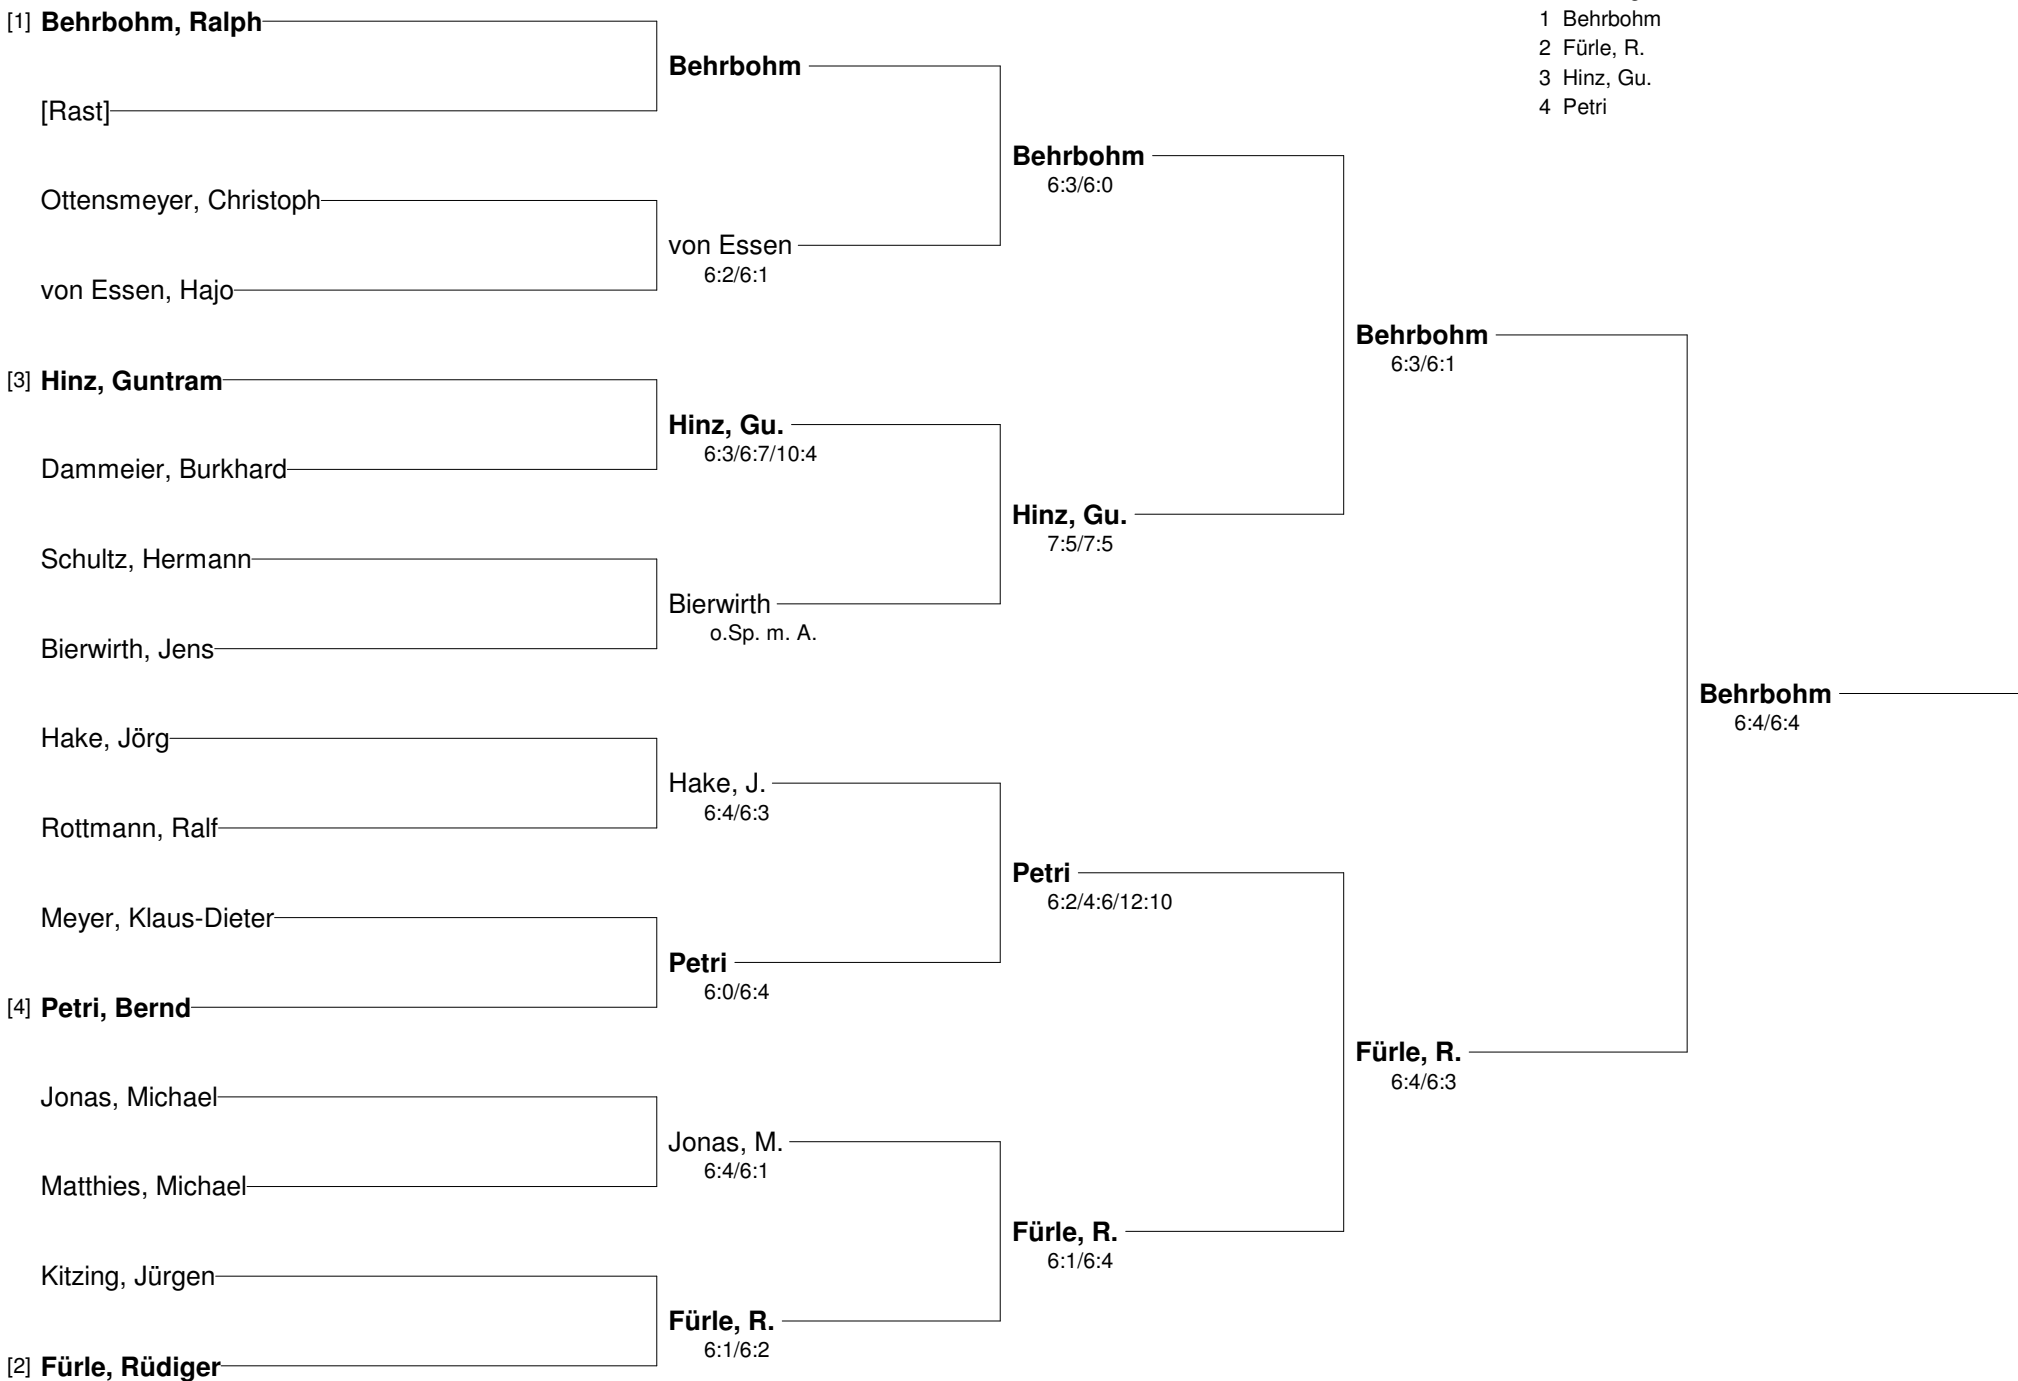 [1] Behrbohm, Ralph
[Rast]
Ottensmeyer, Christoph
von Essen, Hajo
[3] Hinz, Guntram
Dammeier, Burkhard
Schultz, Hermann
Bierwirth, Jens
Hake, Jörg
Rottmann, Ralf
Meyer, Klaus-Dieter
[4] Petri, Bernd
Jonas, Michael
Matthies, Michael
Kitzing, Jürgen
[2] Fürle, Rüdiger
Behrbohm
von Essen
6:2/6:1
Hinz, Gu.
6:3/6:7/10:4
Bierwirth
o.Sp. m. A.
Hake, J.
6:4/6:3
Petri
6:0/6:4
Jonas, M.
6:4/6:1
Fürle, R.
6:1/6:2
Behrbohm
6:3/6:0
Hinz, Gu.
7:5/7:5
Petri
6:2/4:6/12:10
Fürle, R.
6:1/6:4
Behrbohm
6:3/6:1
Fürle, R.
6:4/6:3
Behrbohm
6:4/6:4
1 Behrbohm
2 Fürle, R.
3 Hinz, Gu.
4 Petri